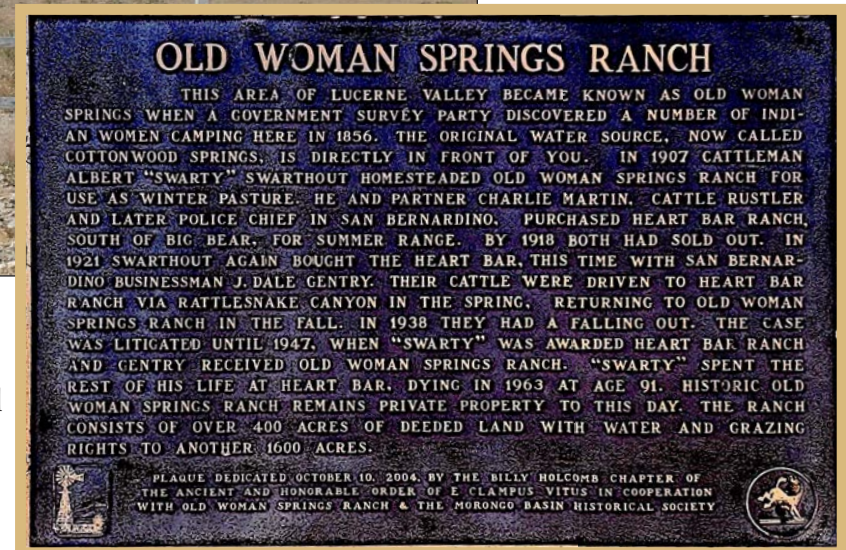 OLD WOMAN SPRINGS RANCH
THIS AREA OF LUCERNE VALLEY BECAME KNOWN AS OLD WOMAN
SPRINGS WHEN A GOVERNMENT SURVEY PARTY DISCOVERED A NUMBER OF INDI-
AN WOMEN CAMPING HERE IN 1856. THE ORIGINAL WATER SOURCE, NOW CALLED
COTTONWOOD SPRINGS, IS DIRECTLY IN FRONT OF YOU. IN 1907 CATTLEMAN
ALBERT “SWARTY” SWARTHOUT HOMESTEADED OLD WOMAN SPRINGS RANCH FOR
USE AS WINTER PASTURE. HE AND PARTNER CHARLIE MARTIN, CATTLE RUSTLER
AND LATER POLICE CHIEF IN SAN BERNARDINO, PURCHASED HEART BAR RANCH,
SOUTH OF BIG BEAR, FOR SUMMER RANGE. BY 1918 BOTH HAD SOLD OUT. IN
1921 SWARTHOUT AGAIN BOUGHT THE HEART BAR, THIS TIME WITH SAN BERNAR-
DINO BUSINESSMAN J. DALE GENTRY. THEIR CATTLE WERE DRIVEN TO HEART BAR
RANCH VIA RATTLESNAKE CANYON IN THE SPRING, RETURNING TO OLD WOMAN
SPRINGS RANCH IN THE FALL. IN 1938 THEY HAD A FALLING OUT. THE CASE
WAS LITIGATED UNTIL 1947, WHEN “SWARTY” WAS AWARDED HEART BAR RANCH
AND GENTRY RECEIVED OLD WOMAN SPRINGS RANCH. “SWARTY” SPENT THE
REST OF HIS LIFE AT HEART BAR, DYING IN 1963 AT AGE 91. HISTORIC OLD
WOMAN SPRINGS RANCH REMAINS PRIVATE PROPERTY TO THIS DAY. THE RANCH
CONSISTS OF OVER 400 ACRES OF DEEDED LAND WITH WATER AND GRAZING
RIGHTS TO ANOTHER 1600 ACRES.
PLAQUE DEDICATED OCTOBER 10, 2004, BY THE BILLY HOLCOMB CHAPTER OF
THE ANCIENT AND HONORABLE ORDER OF E CLAMPUS VITUS IN COOPERATION
WITH OLD WOMAN SPRINGS RANCH & THE MORONGO BASIN HISTORICAL SOCIETY